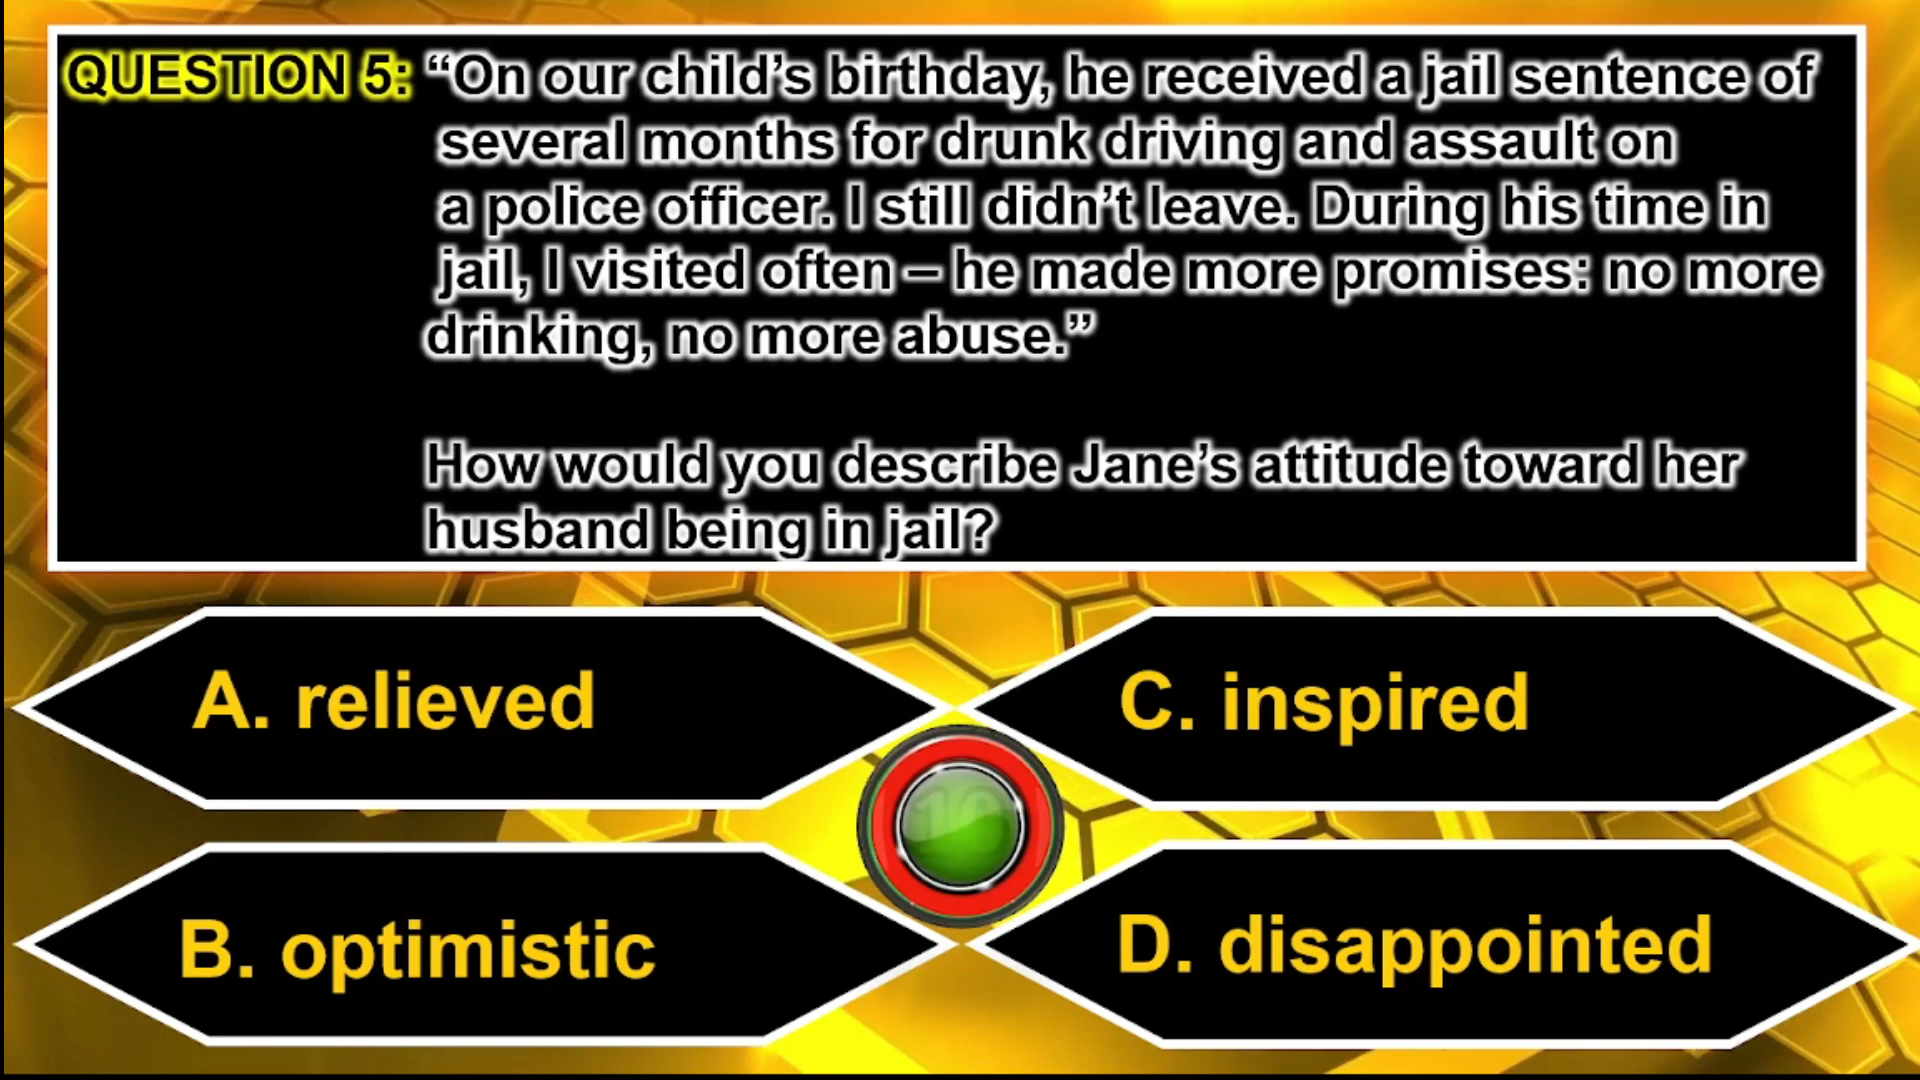 QUESTION 5: “On our child’s birthday, he received a jail sentence of
several months for drunk driving and assault on
a police officer. I still didn’t leave. During his time in
jail, I visited often – he made more promises: no more
drinking, no more abuse.”
How would you describe Jane’s attitude toward her
husband being in jail?
A. relieved
C. inspired
B. optimistic
D. disappointed